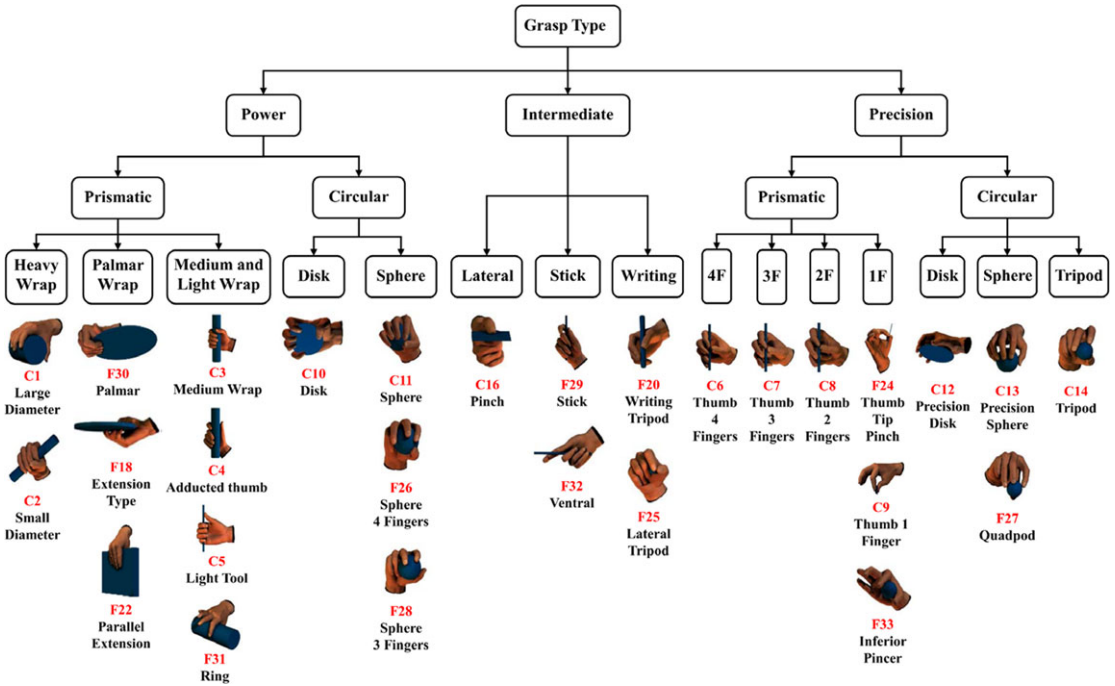 Grasp Type
Power
Intermediate
Precision
Prismatic
Circular
Prismatic
Circular
Heavy
Wrap
Palmar
Wrap
Medium and
Light Wrap
Disk
Sphere
Lateral
Stick
Writing
4F
3F
2F
1F
Disk
Sphere
Tripod
C1
Large
Diameter
C2
Small
Diameter
F30
Palmar
F18
Extension
Type
F22
Parallel
Extension
C3
Medium Wrap
C4
Adducted thumb
C5
Light Tool
F31
Ring
C10
Disk
C11
Sphere
F26
Sphere
4 Fingers
F28
Sphere
3 Fingers
C16
Pinch
F29
Stick
F32
Ventral
F20
Writing
Tripod
F25
Lateral
Tripod
C6
Thumb
4
Fingers
C7
Thumb
3
Fingers
C8
Thumb
2
Fingers
F24
Thumb
Tip
Pinch
C9
Thumb 1
Finger
F33
Inferior
Pincer
C12
Precision
Disk
C13
Precision
Sphere
F27
Quadpod
C14
Tripod